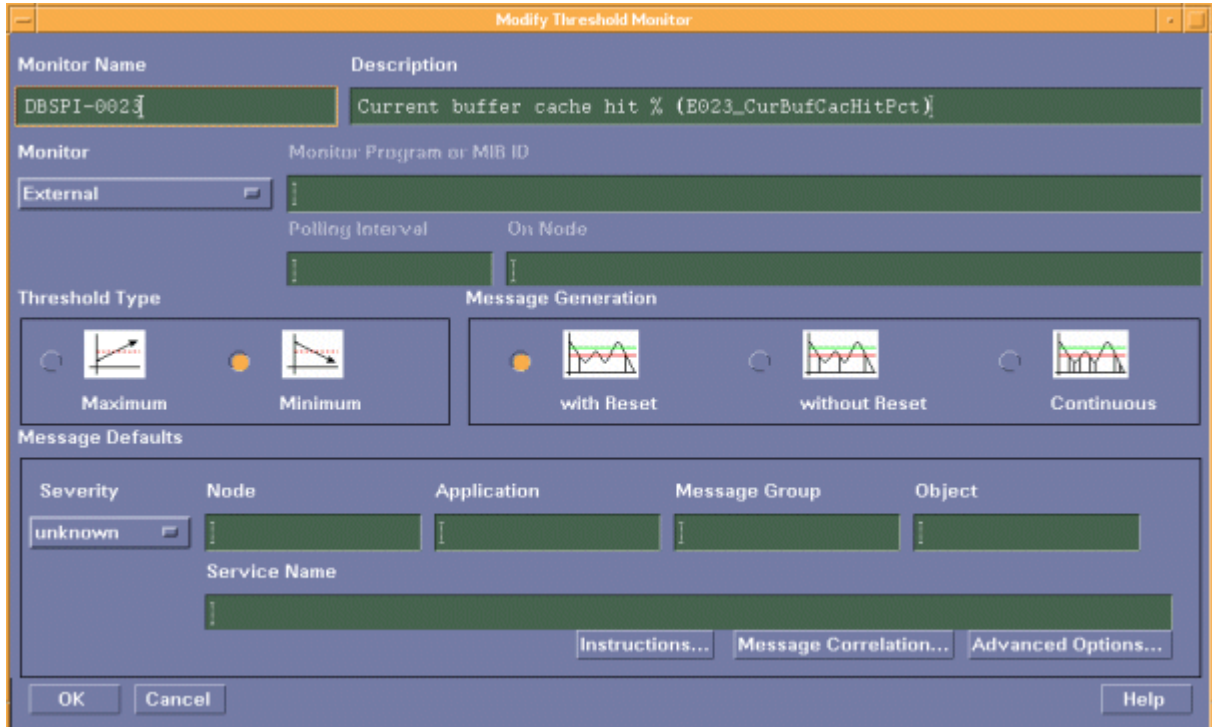 Modify Threshold Monitor
Monitor Name Description
DBSPI-0023 Current buffer cache hit % (E023_CurBufCacHitPct)
Monitor Monitor Program or MIB ID
External
Polling Interval On Node
Threshold Type Message Generation
Maximum Minimum with Reset without Reset Continuous
Message Defaults
Severity Node Application Message Group Object
unknown
Service Name
Instructions... Message Correlation... Advanced Options...
OK Cancel Help